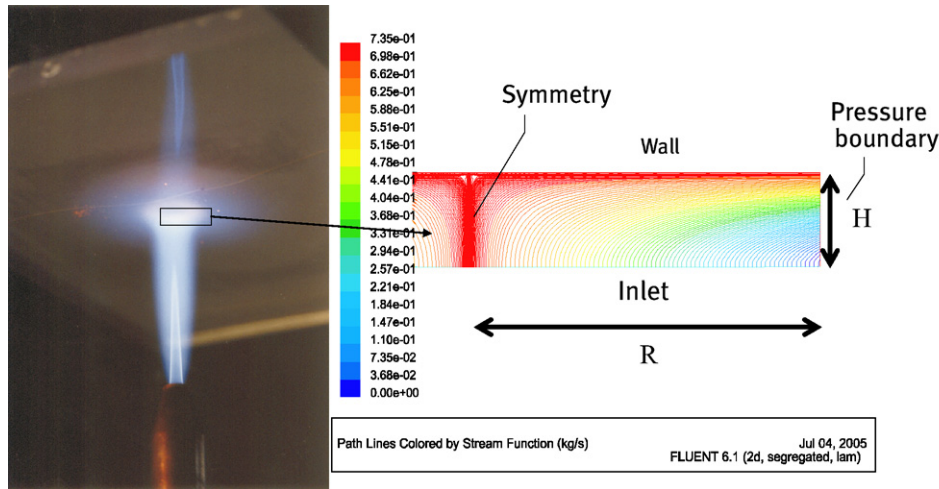 7.35e-01
6.98e-01
6.62e-01
6.25e-01
5.88e-01
5.51e-01
5.15e-01
4.78e-01
4.41e-01
4.04e-01
3.68e-01
3.31e-01
2.94e-01
2.57e-01
2.21e-01
1.84e-01
1.47e-01
1.10e-01
7.35e-02
3.68e-02
0.00e+00
Symmetry
Wall
Pressure
boundary
H
Inlet
R
Path Lines Colored by Stream Function (kg/s)
Jul 04, 2005
FLUENT 6.1 (2d, segregated, lam)